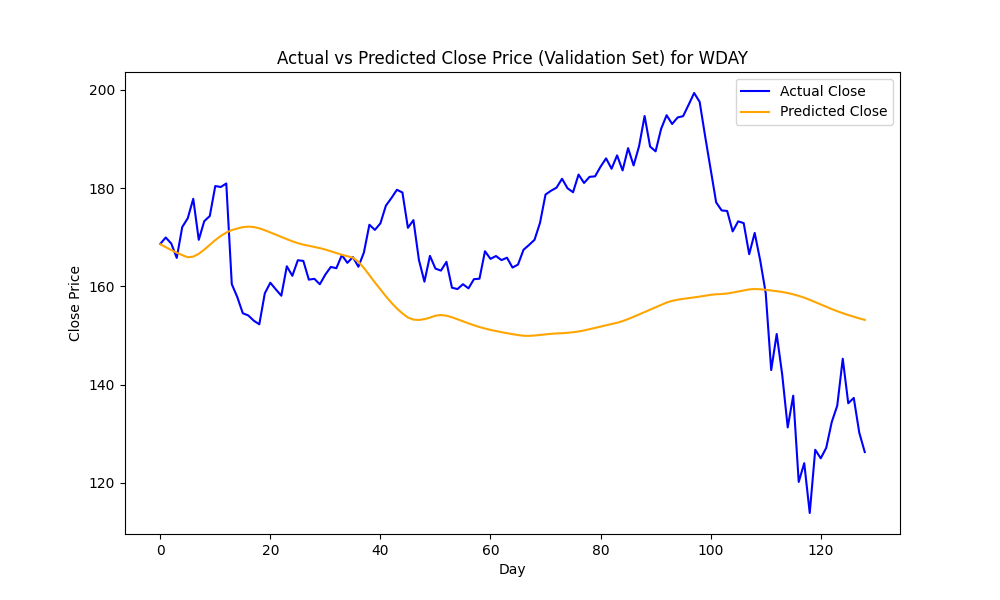 Actual vs Predicted Close Price (Validation Set) for WDAY
Actual Close
Predicted Close
Close Price
200
180
160
140
120
0 20 40 60 80 100 120
Day